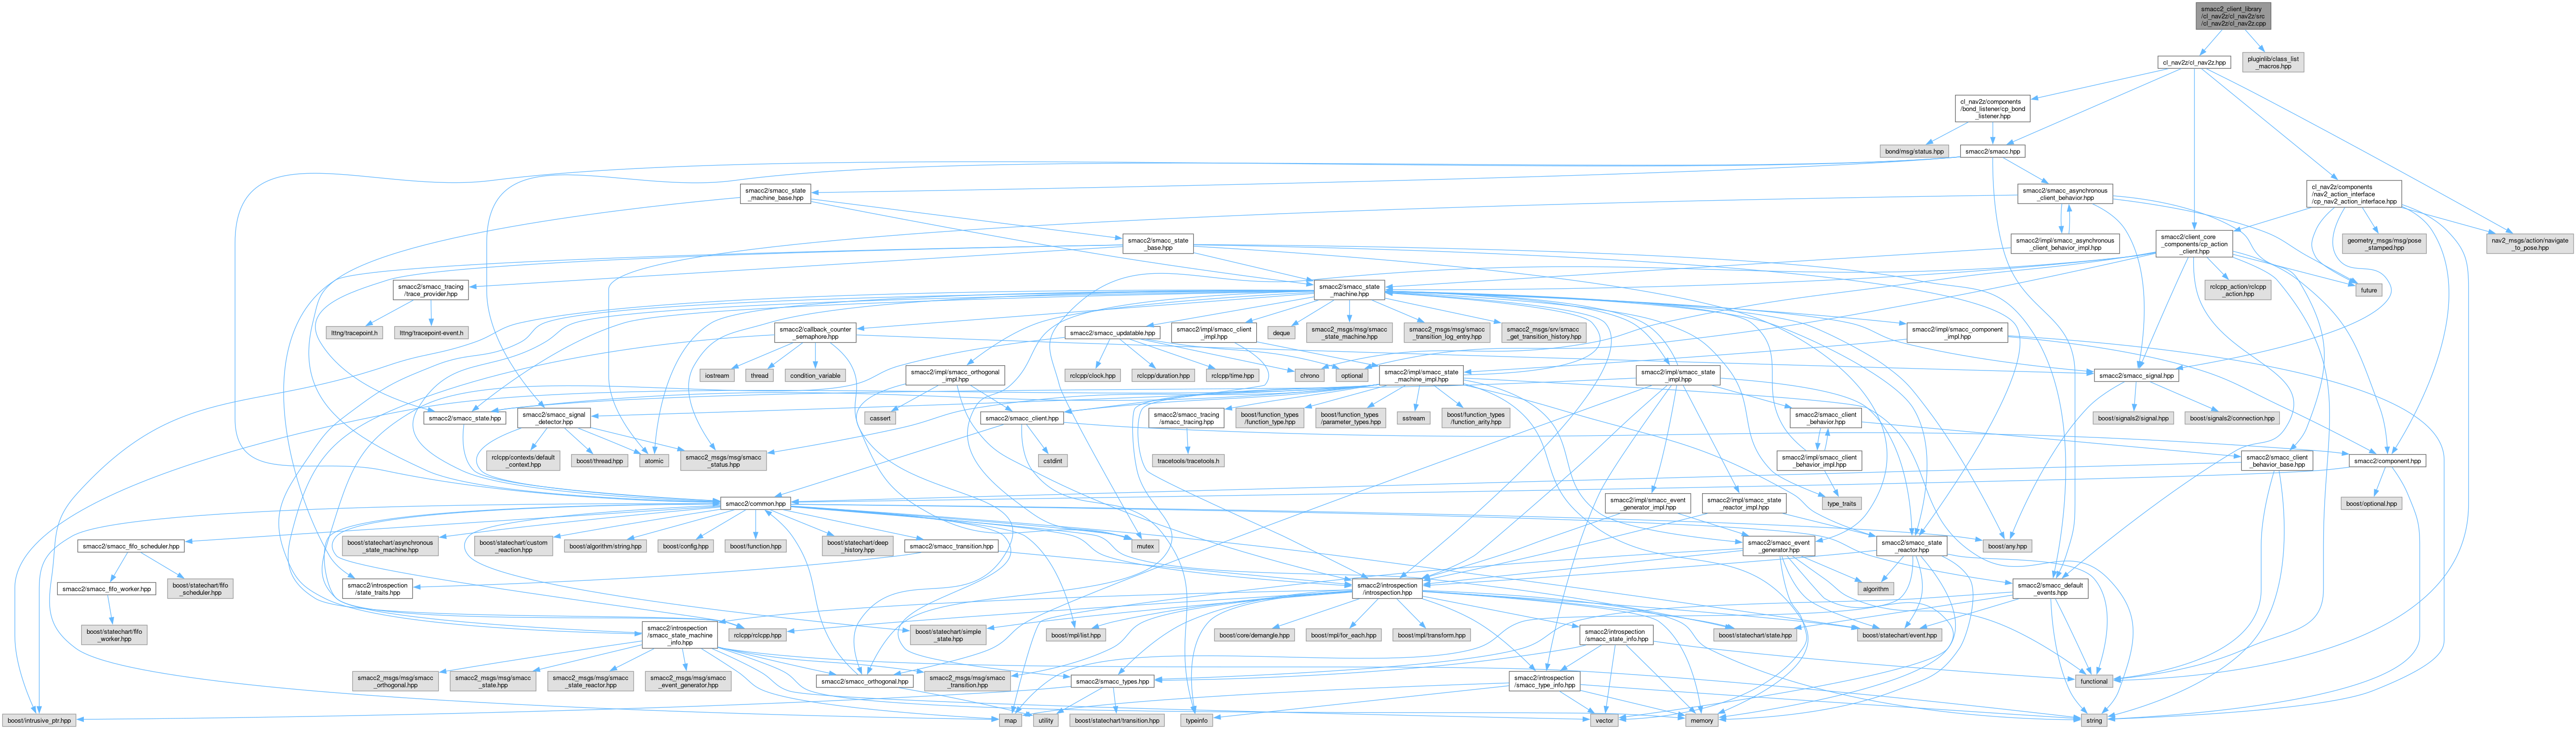 smacc2_client_library
/cl_nav2z/cl_nav2z/src
/cl_nav2z/cl_nav2z.cpp
cl_nav2z/cl_nav2z.hpp
pluginlib/class_list
_macros.hpp
cl_nav2z/components
/bond_listener/cp_bond
_listener.hpp
bond/msg/status.hpp
smacc2/smacc.hpp
smacc2/smacc_state
_machine_base.hpp
smacc2/smacc_asynchronous
_client_behavior.hpp
cl_nav2z/components
/nav2_action_interface
/cp_nav2_action_interface.hpp
smacc2/smacc_state
_base.hpp
smacc2/impl/smacc_asynchronous
_client_behavior_impl.hpp
smacc2/client_core
_components/cp_action
_client.hpp
geometry_msgs/msg/pose
_stamped.hpp
nav2_msgs/action/navigate
_to_pose.hpp
smacc2/smacc_tracing
/trace_provider.hpp
smacc2/smacc_state
_machine.hpp
rclcpp_action/rclcpp
_action.hpp
future
lttng/tracepoint.h
lttng/tracepoint-event.h
smacc2/callback_counter
_semaphore.hpp
smacc2/smacc_updatable.hpp
smacc2/impl/smacc_client
_impl.hpp
deque
smacc2_msgs/msg/smacc
_state_machine.hpp
smacc2_msgs/msg/smacc
_transition_log_entry.hpp
smacc2_msgs/srv/smacc
_get_transition_history.hpp
smacc2/impl/smacc_component
_impl.hpp
iostream
thread
condition_variable
smacc2/impl/smacc_orthogonal
_impl.hpp
rclcpp/clock.hpp
rclcpp/duration.hpp
rclcpp/time.hpp
chrono
optional
smacc2/impl/smacc_state
_machine_impl.hpp
smacc2/impl/smacc_state
_impl.hpp
smacc2/smacc_signal.hpp
smacc2/smacc_state.hpp
smacc2/smacc_signal
_detector.hpp
cassert
smacc2/smacc_client.hpp
smacc2/smacc_tracing
/smacc_tracing.hpp
boost/function_types
/function_type.hpp
boost/function_types
/parameter_types.hpp
sstream
boost/function_types
/function_arity.hpp
smacc2/smacc_client
_behavior.hpp
boost/signals2/signal.hpp
boost/signals2/connection.hpp
rclcpp/contexts/default
_context.hpp
boost/thread.hpp
atomic
smacc2_msgs/msg/smacc
_status.hpp
cstdint
tracetools/tracetools.h
smacc2/impl/smacc_client
_behavior_impl.hpp
smacc2/smacc_client
_behavior_base.hpp
smacc2/component.hpp
smacc2/common.hpp
smacc2/impl/smacc_event
_generator_impl.hpp
smacc2/impl/smacc_state
_reactor_impl.hpp
type_traits
boost/optional.hpp
smacc2/smacc_fifo_scheduler.hpp
boost/statechart/asynchronous
_state_machine.hpp
boost/statechart/custom
_reaction.hpp
boost/algorithm/string.hpp
boost/config.hpp
boost/function.hpp
boost/statechart/deep
_history.hpp
smacc2/smacc_transition.hpp
mutex
smacc2/smacc_event
_generator.hpp
smacc2/smacc_state
_reactor.hpp
boost/any.hpp
smacc2/smacc_fifo_worker.hpp
boost/statechart/fifo
_scheduler.hpp
smacc2/introspection
/state_traits.hpp
smacc2/introspection
/introspection.hpp
algorithm
smacc2/smacc_default
_events.hpp
boost/statechart/fifo
_worker.hpp
smacc2/introspection
/smacc_state_machine
_info.hpp
rclcpp/rclcpp.hpp
boost/statechart/simple
_state.hpp
boost/mpl/list.hpp
boost/core/demangle.hpp
boost/mpl/for_each.hpp
boost/mpl/transform.hpp
smacc2/introspection
/smacc_state_info.hpp
boost/statechart/state.hpp
boost/statechart/event.hpp
smacc2_msgs/msg/smacc
_orthogonal.hpp
smacc2_msgs/msg/smacc
_state.hpp
smacc2_msgs/msg/smacc
_state_reactor.hpp
smacc2_msgs/msg/smacc
_event_generator.hpp
smacc2/smacc_orthogonal.hpp
smacc2_msgs/msg/smacc
_transition.hpp
smacc2/smacc_types.hpp
smacc2/introspection
/smacc_type_info.hpp
functional
boost/intrusive_ptr.hpp
map
utility
boost/statechart/transition.hpp
typeinfo
vector
memory
string